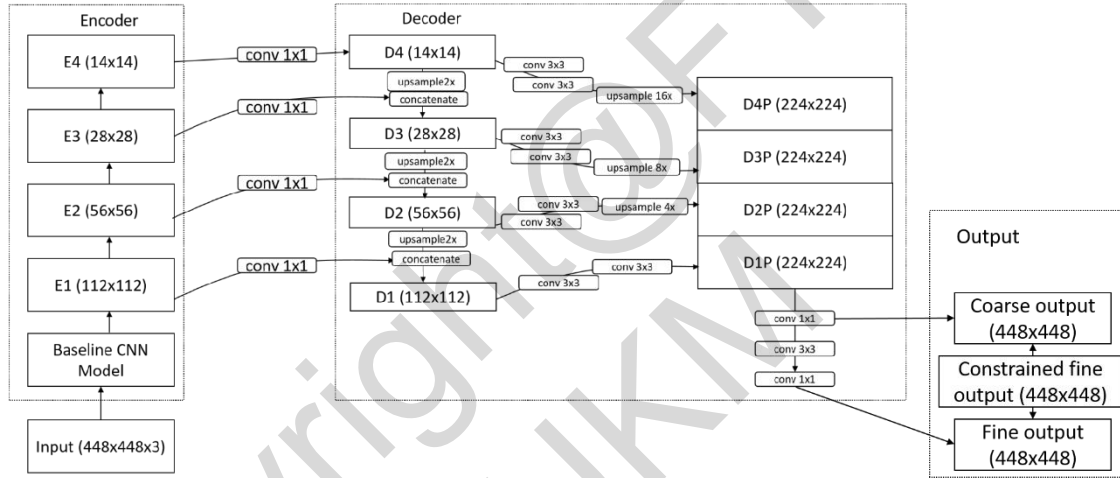 Encoder
E4 (14x14)
E3 (28x28)
E2 (56x56)
E1 (112x112)
Baseline CNN
Model
Input (448x448x3)
conv 1x1
conv 1x1
conv 1x1
conv 1x1
Decoder
D4 (14x14)
upsample2x
concatenate
D3 (28x28)
upsample2x
concatenate
D2 (56x56)
upsample2x
concatenate
D1 (112x112)
conv 3x3
conv 3x3
upsample 16x
conv 3x3
conv 3x3
upsample 8x
conv 3x3
conv 3x3
upsample 4x
conv 3x3
conv 3x3
D4P (224x224)
D3P (224x224)
D2P (224x224)
D1P (224x224)
conv 1x1
conv 3x3
conv 1x1
Output
Coarse output
(448x448)
Constrained fine
output (448x448)
Fine output
(448x448)